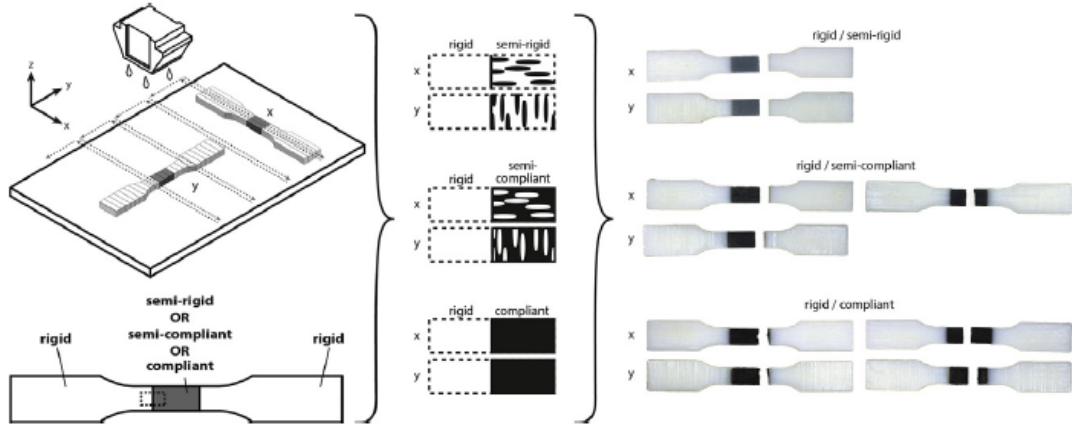 z
y
x
x
y
semi-rigid
OR
semi-compliant
OR
compliant
rigid
rigid
rigid
semi-rigid
x
y
rigid
semi-
compliant
x
y
rigid
compliant
x
y
rigid / semi-rigid
x
y
rigid / semi-compliant
x
y
rigid / compliant
x
y